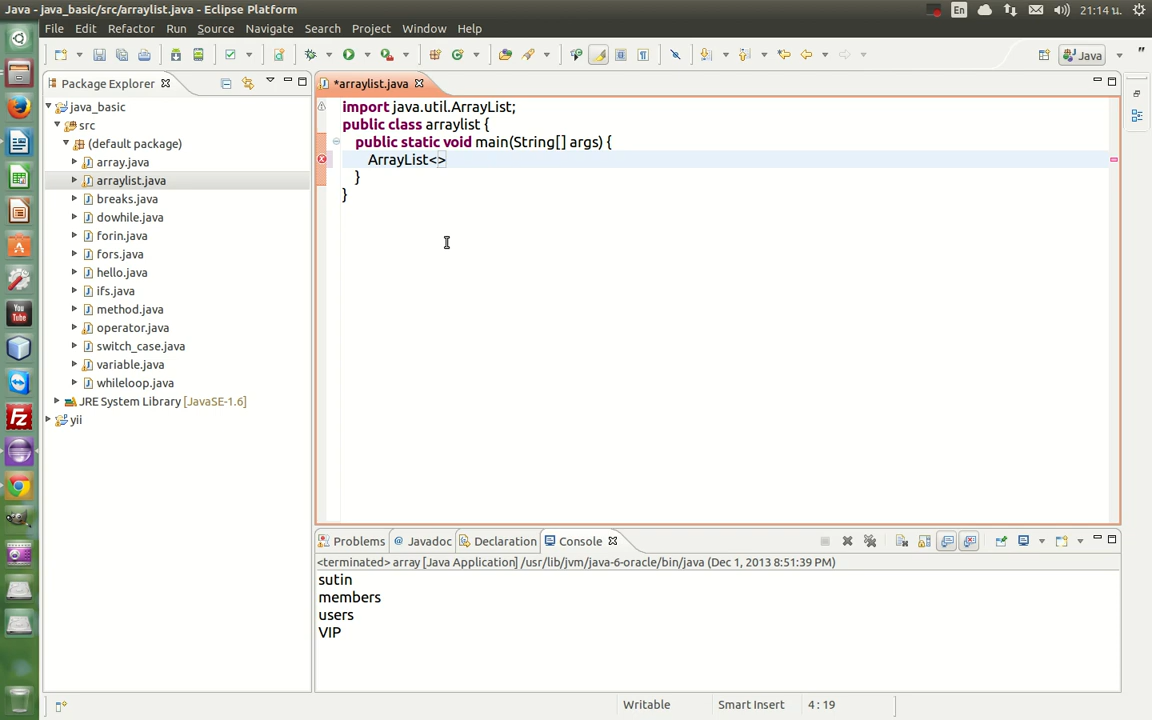 Java - java_basic/src/arraylist.java - Eclipse Platform
En
21:14 น.
File Edit Refactor Run Source Navigate Search Project Window Help
Java
Package Explorer
*arraylist.java
java_basic
src
(default package)
array.java
arraylist.java
breaks.java
dowhile.java
forin.java
fors.java
hello.java
ifs.java
method.java
operator.java
switch_case.java
variable.java
whileloop.java
JRE System Library [JavaSE-1.6]
yii
import java.util.ArrayList;
public class arraylist {
public static void main(String[] args) {
ArrayList<>
}
}
Problems Javadoc Declaration Console
<terminated> array [Java Application] /usr/lib/jvm/java-6-oracle/bin/java (Dec 1, 2013 8:51:39 PM)
sutin
members
users
VIP
Writable Smart Insert 4 : 19
You
Tube
Fz